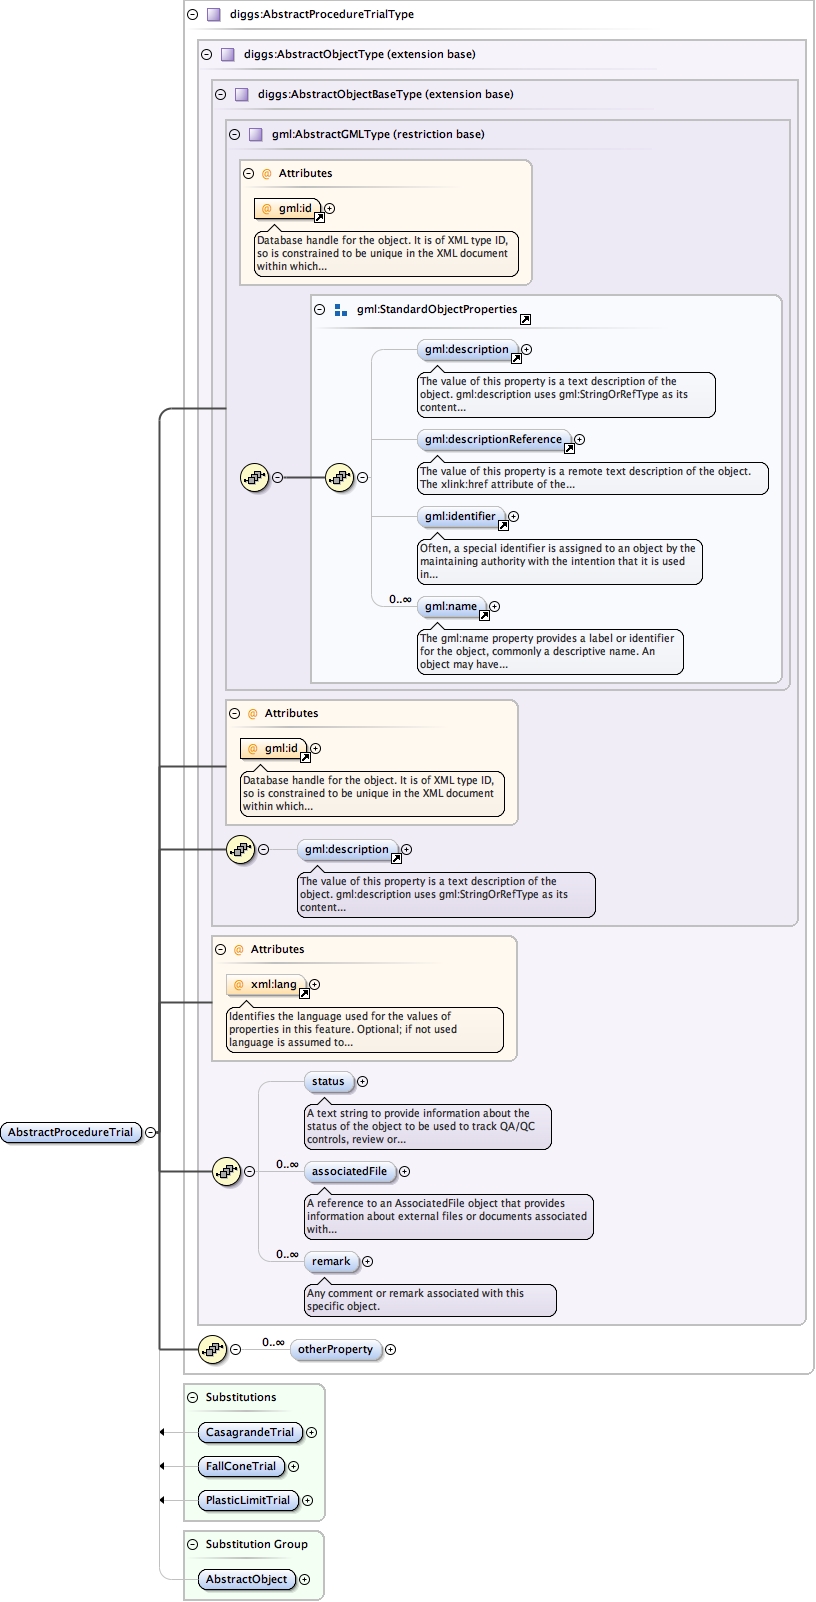 diggs:AbstractProcedureTrialType
diggs:AbstractObjectType (extension base)
diggs:AbstractObjectBaseType (extension base)
gml:AbstractGMLType (restriction base)
@ Attributes
@ gml:id
Database handle for the object. It is of XML type ID,
so is constrained to be unique in the XML document
within which...
gml:StandardObjectProperties
gml:description
The value of this property is a text description of the
object. gml:description uses gml:StringOrRefType as its
content...
gml:descriptionReference
The value of this property is a remote text description of the object.
The xlink:href attribute of the...
gml:identifier
Often, a special identifier is assigned to an object by the
maintaining authority with the intention that it is used
in...
0..∞
gml:name
The gml:name property provides a label or identifier
for the object, commonly a descriptive name. An
object may have...
@ Attributes
@ gml:id
Database handle for the object. It is of XML type ID,
so is constrained to be unique in the XML document
within which...
gml:description
The value of this property is a text description of the
object. gml:description uses gml:StringOrRefType as its
content...
@ Attributes
@ xml:lang
Identifies the language used for the values of
properties in this feature. Optional; if not used
language is assumed to...
status
A text string to provide information about the
status of the object to be used to track QA/QC
controls, review or...
AbstractProcedureTrial
0..∞
associatedFile
A reference to an AssociatedFile object that provides
information about external files or documents associated
with...
0..∞
remark
Any comment or remark associated with this
specific object.
0..∞
otherProperty
Substitutions
CasagrandeTrial
FallConeTrial
PlasticLimitTrial
Substitution Group
AbstractObject